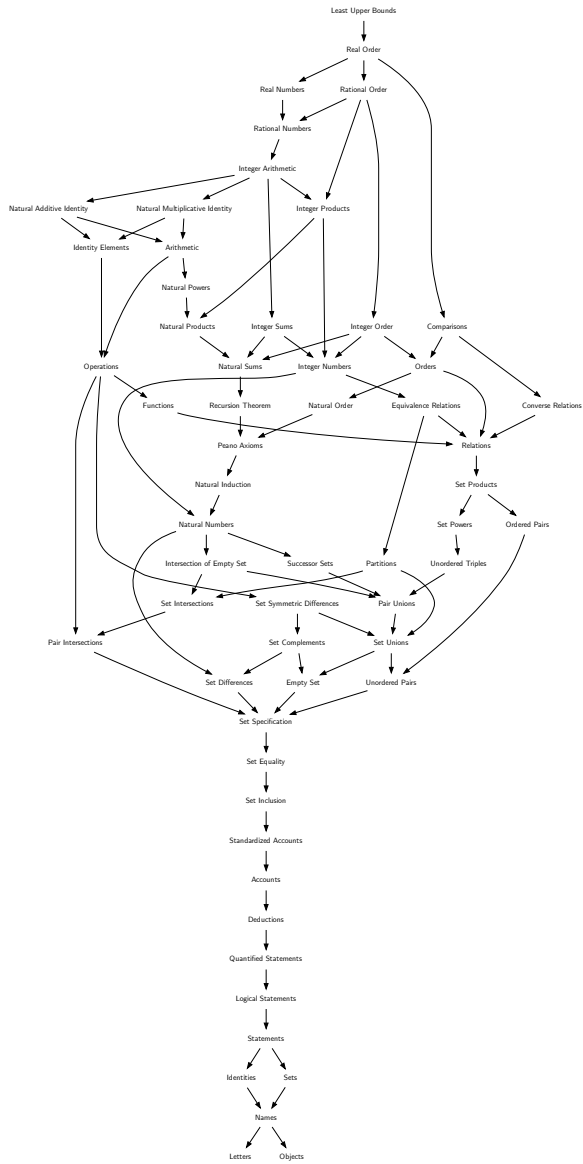 Least Upper Bounds
Real Order
Real Numbers
Rational Order
Rational Numbers
Integer Arithmetic
Natural Additive Identity
Natural Multiplicative Identity
Integer Products
Identity Elements
Arithmetic
Natural Powers
Natural Products
Integer Sums
Integer Order
Comparisons
Operations
Natural Sums
Integer Numbers
Orders
Functions
Recursion Theorem
Natural Order
Equivalence Relations
Converse Relations
Peano Axioms
Relations
Natural Induction
Set Products
Natural Numbers
Set Powers
Ordered Pairs
Intersection of Empty Set
Successor Sets
Partitions
Unordered Triples
Set Intersections
Set Symmetric Differences
Pair Unions
Pair Intersections
Set Complements
Set Unions
Set Differences
Empty Set
Unordered Pairs
Set Specification
Set Equality
Set Inclusion
Standardized Accounts
Accounts
Deductions
Quantified Statements
Logical Statements
Statements
Identities
Sets
Names
Letters
Objects